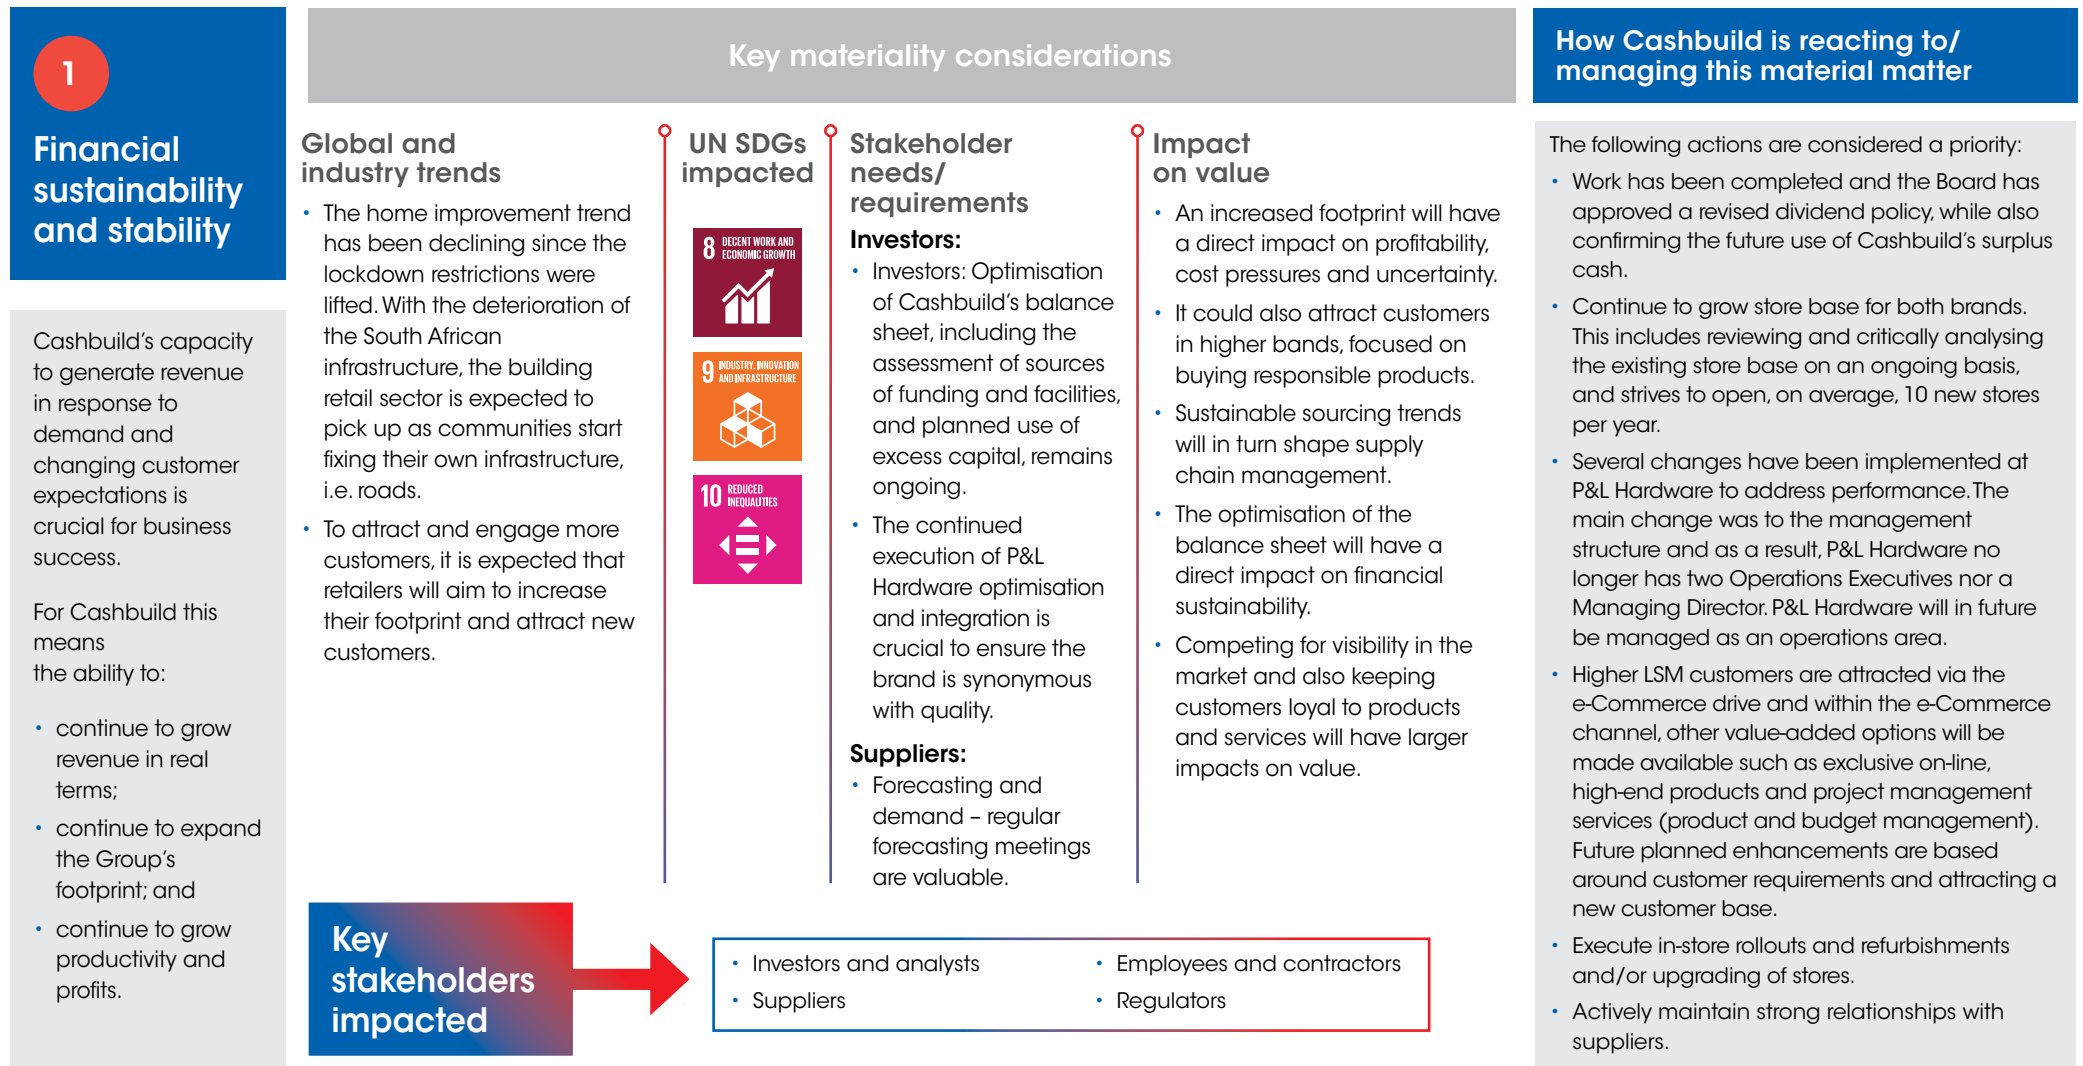 1
Financial
sustainability
and stability
Cashbuild's capacity
to generate revenue
in response to
demand and
changing customer
expectations is
crucial for business
success.
For Cashbuild this
means
the ability to:
• continue to grow
revenue in real
terms;
• continue to expand
the Group's
footprint; and
• continue to grow
productivity and
profits.
Key materiality considerations
Global and
industry trends
• The home improvement trend
has been declining since the
lockdown restrictions were
lifted. With the deterioration of
the South African
infrastructure, the building
retail sector is expected to
pick up as communities start
fixing their own infrastructure,
i.e. roads.
• To attract and engage more
customers, it is expected that
retailers will aim to increase
their footprint and attract new
customers.
UN SDGs
impacted
8 DECENT WORK AND
ECONOMIC GROWTH
9 INDUSTRY, INNOVATION
AND INFRASTRUCTURE
10 REDUCED
INEQUALITIES
Stakeholder
needs/
requirements
Investors:
• Investors: Optimisation
of Cashbuild's balance
sheet, including the
assessment of sources
of funding and facilities,
and planned use of
excess capital, remains
ongoing.
• The continued
execution of P&L
Hardware optimisation
and integration is
crucial to ensure the
brand is synonymous
with quality.
Suppliers:
• Forecasting and
demand – regular
forecasting meetings
are valuable.
Impact
on value
• An increased footprint will have
a direct impact on profitability,
cost pressures and uncertainty.
• It could also attract customers
in higher bands, focused on
buying responsible products.
• Sustainable sourcing trends
will in turn shape supply
chain management.
• The optimisation of the
balance sheet will have a
direct impact on financial
sustainability.
• Competing for visibility in the
market and also keeping
customers loyal to products
and services will have larger
impacts on value.
Key
stakeholders
impacted
• Investors and analysts
• Suppliers
• Employees and contractors
• Regulators
How Cashbuild is reacting to/
managing this material matter
The following actions are considered a priority:
• Work has been completed and the Board has
approved a revised dividend policy, while also
confirming the future use of Cashbuild's surplus
cash.
• Continue to grow store base for both brands.
This includes reviewing and critically analysing
the existing store base on an ongoing basis,
and strives to open, on average, 10 new stores
per year.
• Several changes have been implemented at
P&L Hardware to address performance. The
main change was to the management
structure and as a result, P&L Hardware no
longer has two Operations Executives nor a
Managing Director. P&L Hardware will in future
be managed as an operations area.
• Higher LSM customers are attracted via the
e-Commerce drive and within the e-Commerce
channel, other value-added options will be
made available such as exclusive on-line,
high-end products and project management
services (product and budget management).
Future planned enhancements are based
around customer requirements and attracting a
new customer base.
• Execute in-store rollouts and refurbishments
and/or upgrading of stores.
• Actively maintain strong relationships with
suppliers.